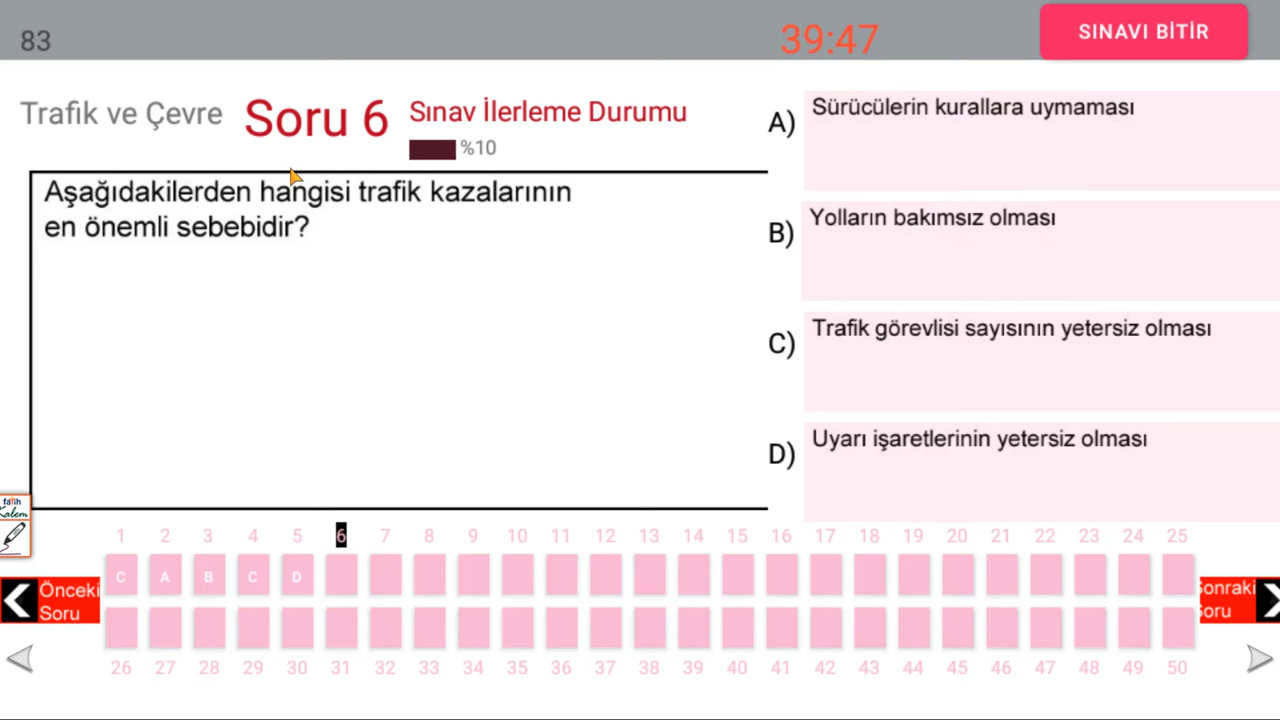 83
39:47
SINAVI BİTİR
Trafik ve Çevre
Soru 6
Sınav İlerleme Durumu
%10
Aşağıdakilerden hangisi trafik kazalarının
en önemli sebebidir?
A) Sürücülerin kurallara uymaması
B) Yolların bakımsız olması
C) Trafik görevlisi sayısının yetersiz olması
D) Uyarı işaretlerinin yetersiz olması
fatih
Kalem
1 2 3 4 5 6 7 8 9 10 11 12 13 14 15 16 17 18 19 20 21 22 23 24 25
C A B C D
Önceki
Soru
Sonraki
Soru
26 27 28 29 30 31 32 33 34 35 36 37 38 39 40 41 42 43 44 45 46 47 48 49 50